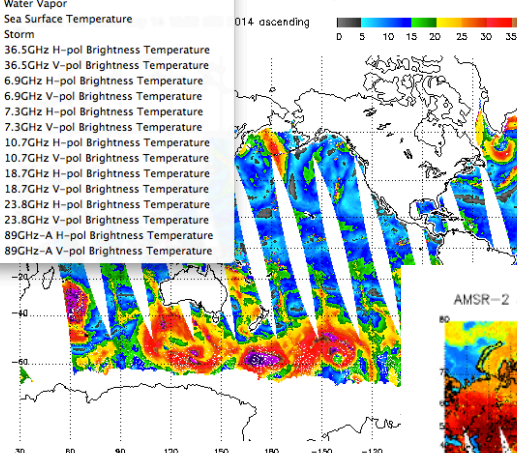 Water Vapor
Sea Surface Temperature
Storm
36.5GHz H-pol Brightness Temperature
36.5GHz V-pol Brightness Temperature
6.9GHz H-pol Brightness Temperature
6.9GHz V-pol Brightness Temperature
7.3GHz H-pol Brightness Temperature
7.3GHz V-pol Brightness Temperature
10.7GHz H-pol Brightness Temperature
10.7GHz V-pol Brightness Temperature
18.7GHz H-pol Brightness Temperature
18.7GHz V-pol Brightness Temperature
23.8GHz H-pol Brightness Temperature
23.8GHz V-pol Brightness Temperature
89GHz-A H-pol Brightness Temperature
89GHz-A V-pol Brightness Temperature
014 ascending
0 5 10 15 20 25 30 35
-20
-40
-60
30 60 90 120 150 180 -150 -120
AMSR-2
80